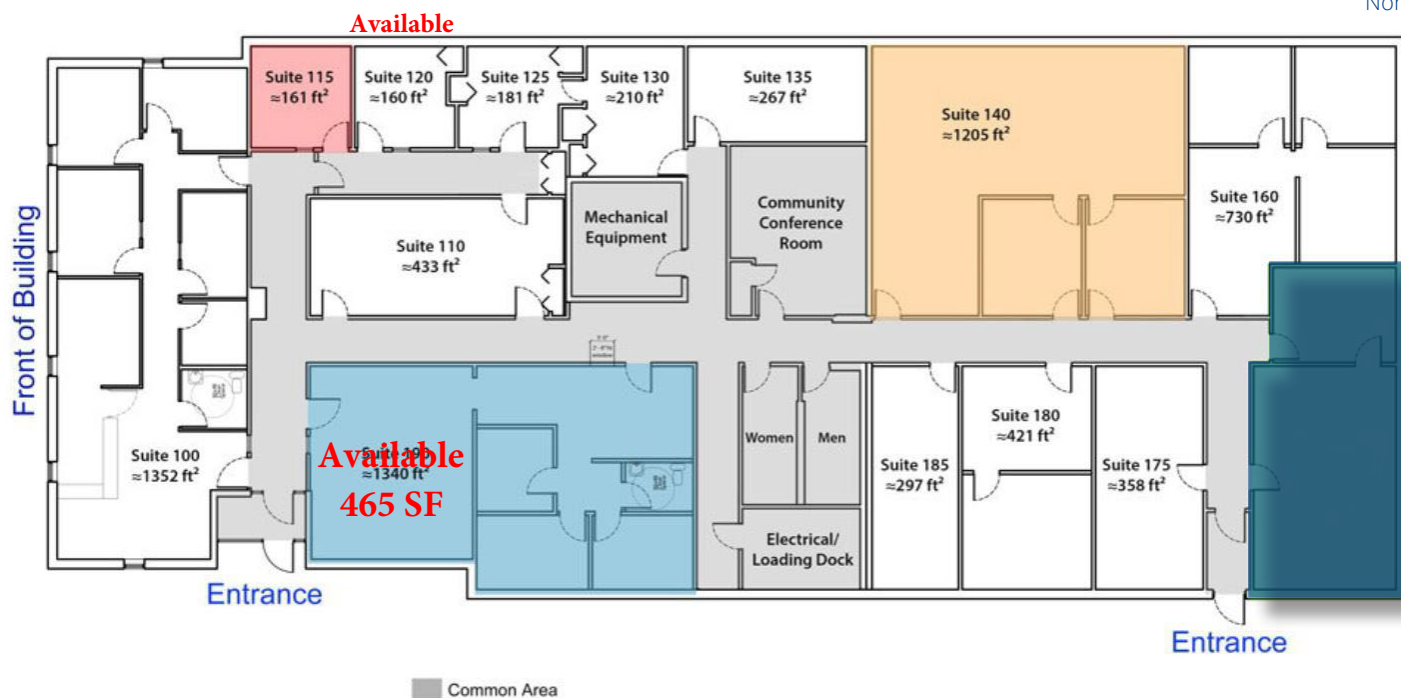 Available
Suite 115
≈161 ft²
Suite 120
≈160 ft²
Suite 125
≈181 ft²
Suite 130
≈210 ft²
Suite 135
≈267 ft²
Suite 140
≈1205 ft²
Suite 160
≈730 ft²
Mechanical
Equipment
Community
Conference
Room
Suite 110
≈433 ft²
Front of Building
Suite 100
≈1352 ft²
Available
≈1340 ft²
465 SF
Women
Men
Electrical/
Loading Dock
Suite 185
≈297 ft²
Suite 180
≈421 ft²
Suite 175
≈358 ft²
Entrance
Entrance
Common Area